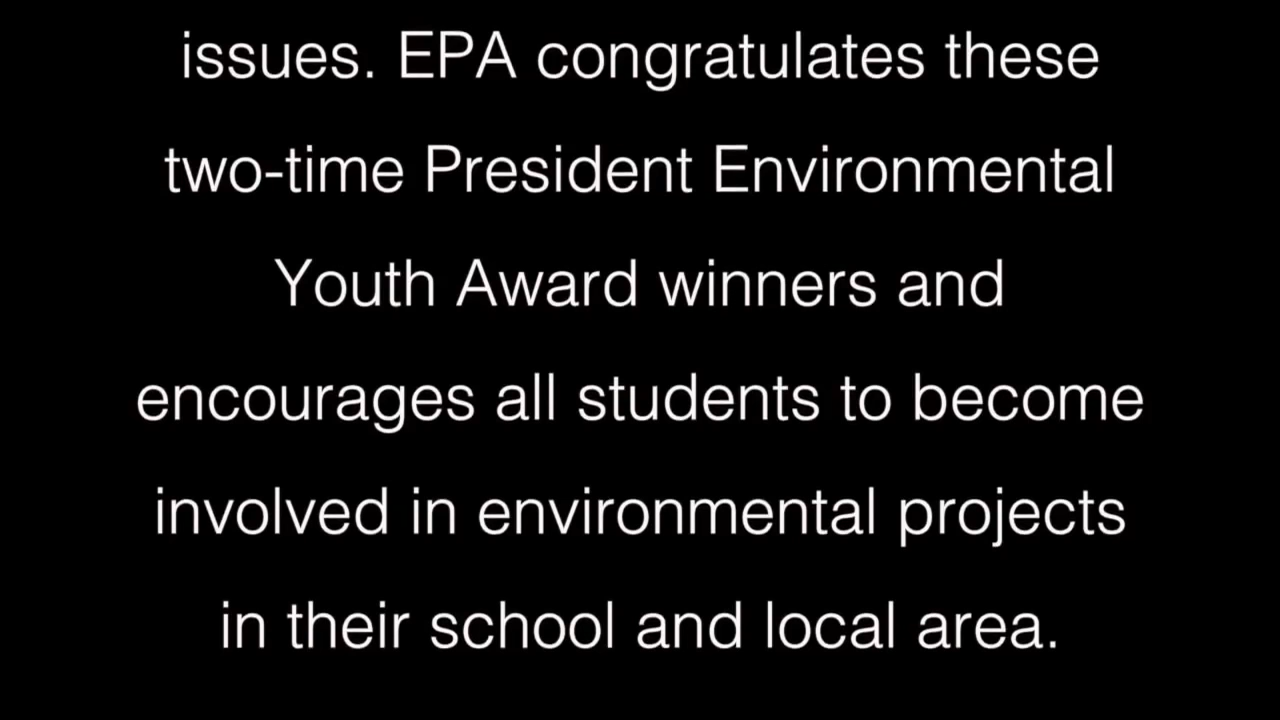 issues. EPA congratulates these
two-time President Environmental
Youth Award winners and
encourages all students to become
involved in environmental projects
in their school and local area.